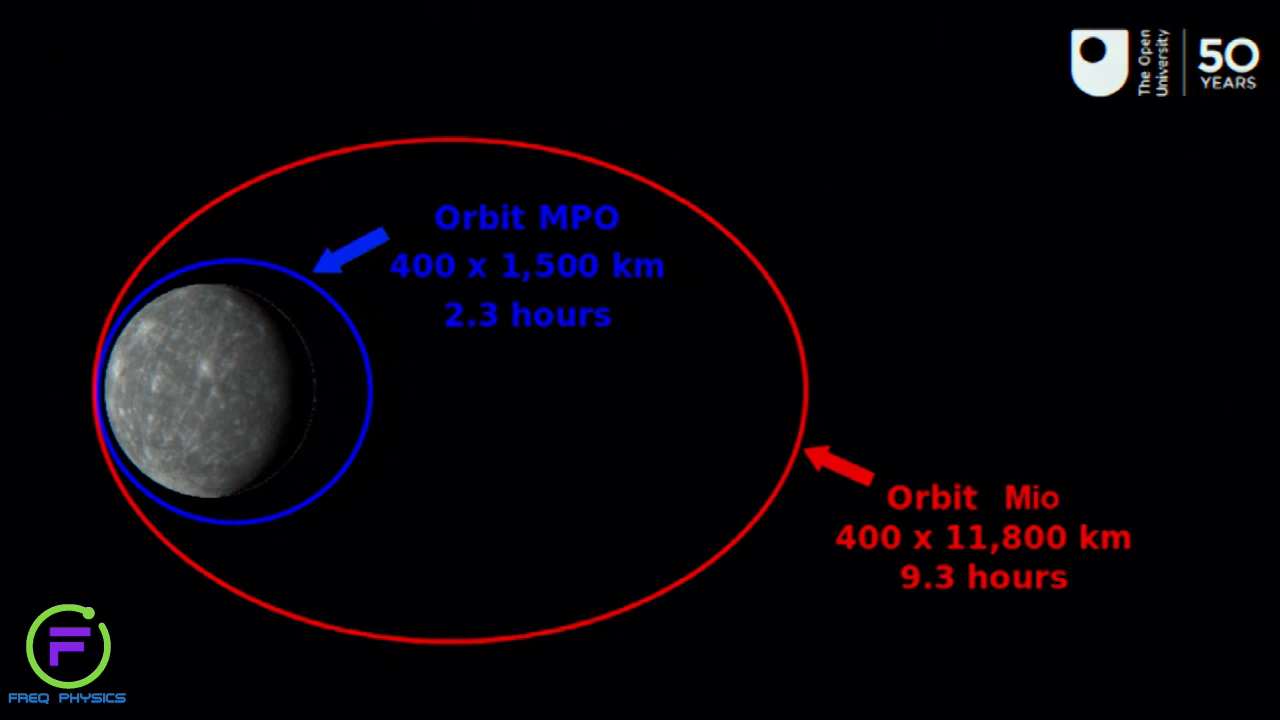 The Open
University
50
YEARS
Orbit MPO
400 x 1,500 km
2.3 hours
Orbit Mio
400 x 11,800 km
9.3 hours
F
FREQ PHYSICS